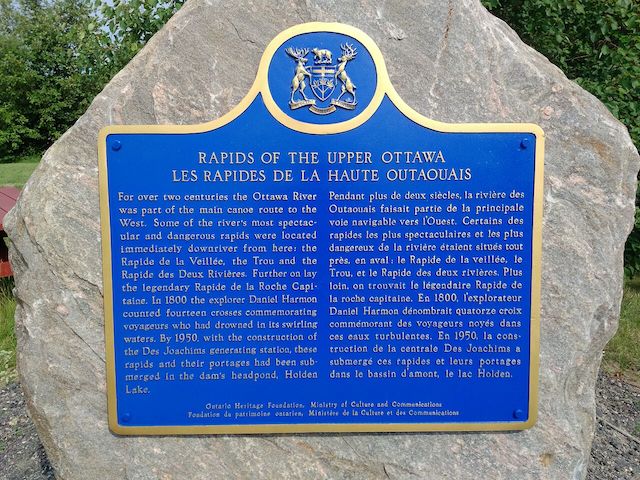 RAPIDS OF THE UPPER OTTAWA
LES RAPIDES DE LA HAUTE OUTAOUAIS
For over two centuries the Ottawa River
was part of the main canoe route to the
West. Some of the river's most spectac-
ular and dangerous rapids were located
immediately downriver from here: the
Rapide de la Veillée, the Trou and the
Rapide des Deux Rivières. Further on lay
the legendary Rapide de la Roche Capi-
taine. In 1800 the explorer Daniel Harmon
counted fourteen crosses commemorating
voyageurs who had drowned in its swirling
waters. By 1950, with the construction of
the Des Joachims generating station, these
rapids and their portages had been sub-
merged in the dam's headpond, Holden
Lake.
Pendant plus de deux siècles, la rivière des
Outaouais faisait partie de la principale
voie navigable vers l'Ouest. Certains des
rapides les plus spectaculaires et les plus
dangereux de la rivière étaient situés tout
près, en aval: le Rapide de la veillée, le
Trou, et le Rapide des deux rivières. Plus
loin, on trouvait le légendaire Rapide de
la roche capitaine. En 1800, l'explorateur
Daniel Harmon dénombrait quatorze croix
commémorant des voyageurs noyés dans
ces eaux turbulentes. En 1950, la con-
struction de la centrale Des Joachims a
submergé ces rapides et leurs portages
dans le bassin d'amont, le lac Holden.
Ontario Heritage Foundation, Ministry of Culture and Communications
Fondation du patrimoine ontarien, Ministère de la Culture et des Communications